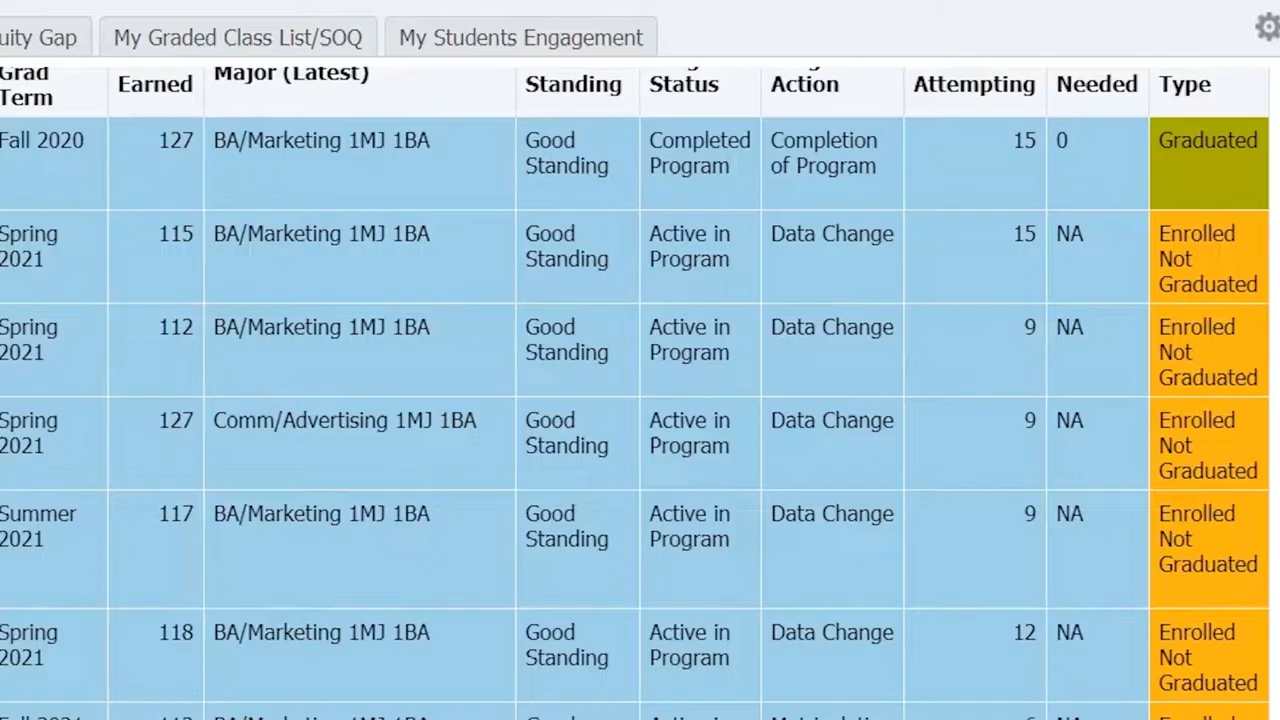 uity Gap
My Graded Class List/SOQ
My Students Engagement
Grad Term
Earned
Major (Latest)
Standing
Status
Action
Attempting
Needed
Type
Fall 2020
127
BA/Marketing 1MJ 1BA
Good
Standing
Completed
Program
Completion
of Program
15
0
Graduated
Spring
2021
115
BA/Marketing 1MJ 1BA
Good
Standing
Active in
Program
Data Change
15
NA
Enrolled
Not
Graduated
Spring
2021
112
BA/Marketing 1MJ 1BA
Good
Standing
Active in
Program
Data Change
9
NA
Enrolled
Not
Graduated
Spring
2021
127
Comm/Advertising 1MJ 1BA
Good
Standing
Active in
Program
Data Change
9
NA
Enrolled
Not
Graduated
Summer
2021
117
BA/Marketing 1MJ 1BA
Good
Standing
Active in
Program
Data Change
9
NA
Enrolled
Not
Graduated
Spring
2021
118
BA/Marketing 1MJ 1BA
Good
Standing
Active in
Program
Data Change
12
NA
Enrolled
Not
Graduated